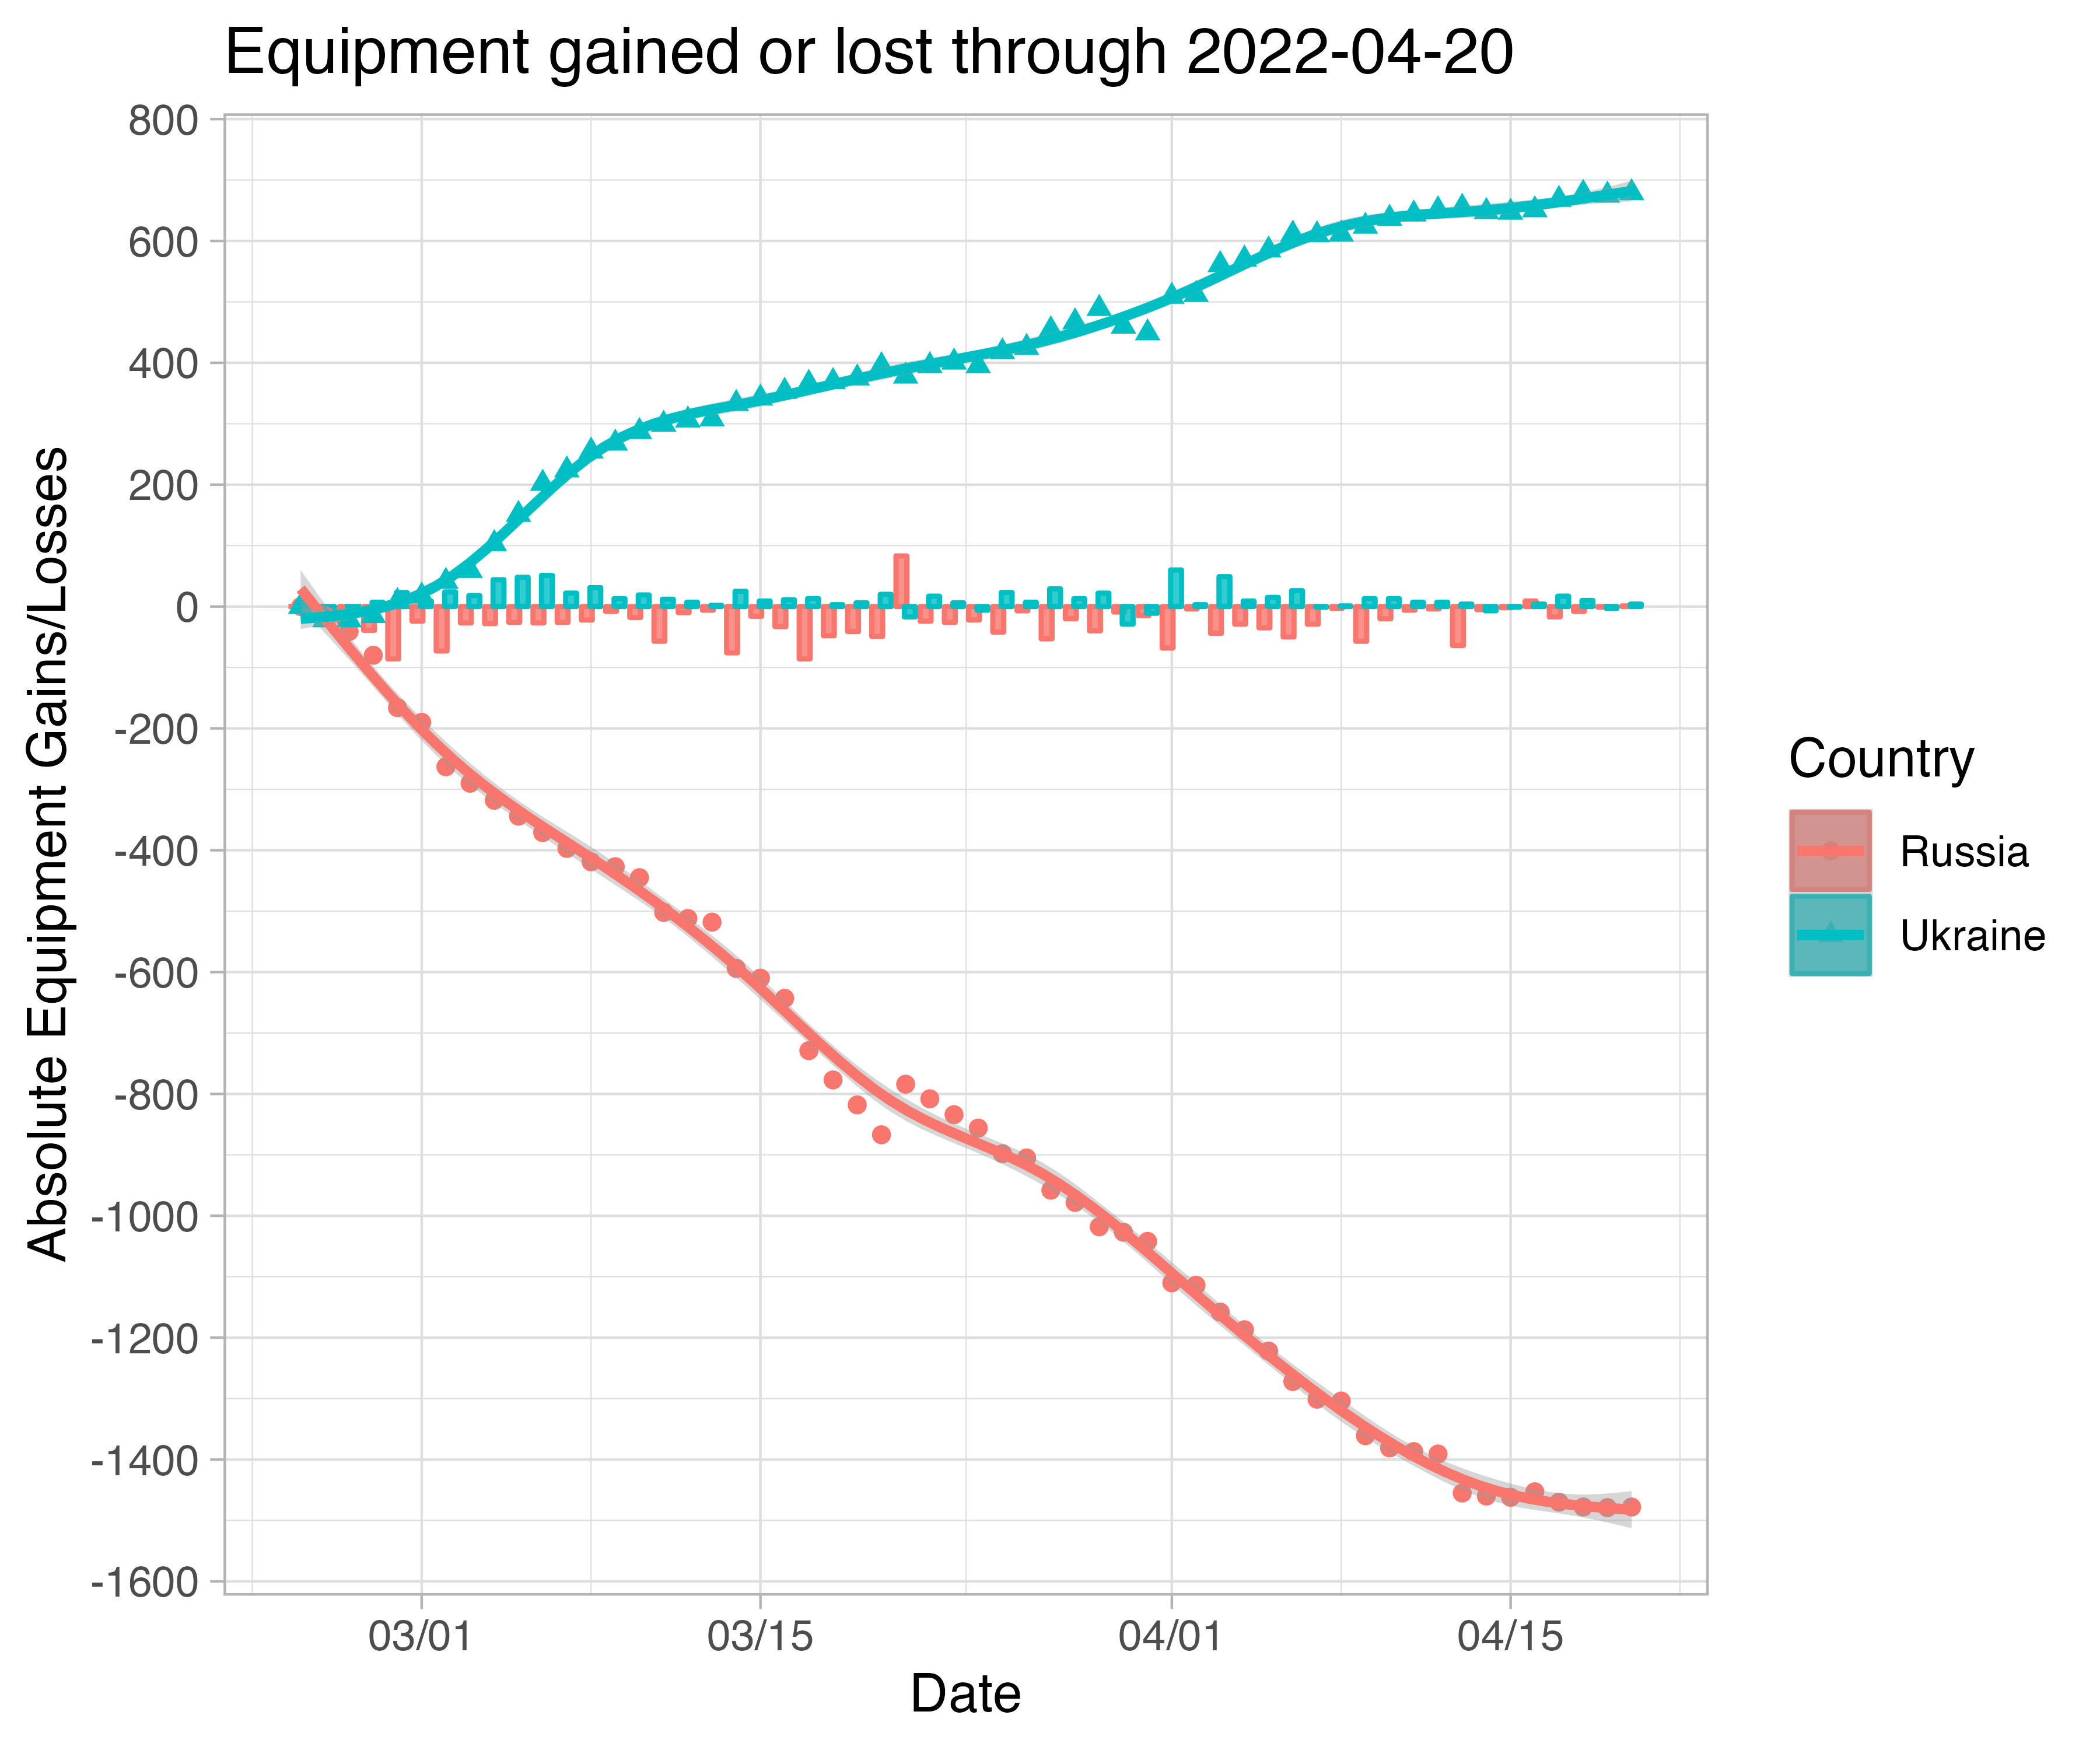 Equipment gained or lost through 2022-04-20
800
600
400
200
0
-200
-400
-600
-800
-1000
-1200
-1400
-1600
Absolute Equipment Gains/Losses
03/01
03/15
04/01
04/15
Date
Country
Russia
Ukraine